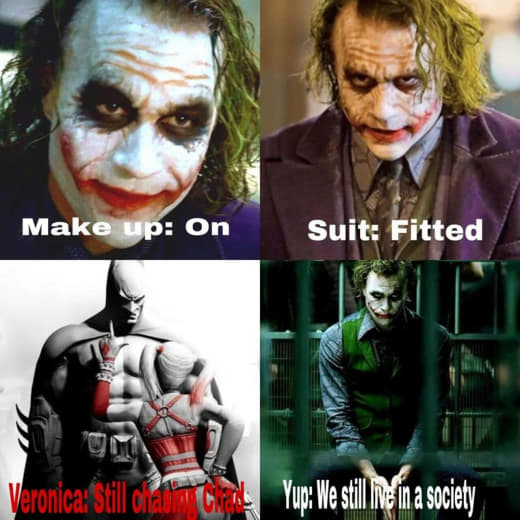 Make up: On
Suit: Fitted
Veronica: Still chasing Chad
Yup: We still live in a society